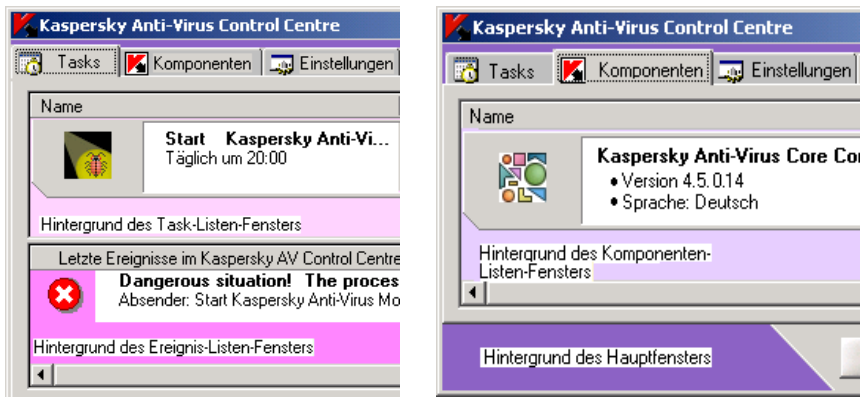 Kaspersky Anti-Virus Control Centre
Tasks Komponenten Einstellungen
Name
Start Kaspersky Anti-Vi...
Täglich um 20:00
Hintergrund des Task-Listen-Fensters
Letzte Ereignisse im Kaspersky AV Control Centre
Dangerous situation! The proces
Absender: Start Kaspersky Anti-Virus Mo
Hintergrund des Ereignis-Listen-Fensters
Kaspersky Anti-Virus Control Centre
Tasks Komponenten Einstellungen
Name
Kaspersky Anti-Virus Core Co
• Version 4.5.0.14
• Sprache: Deutsch
Hintergrund des Komponenten-
Listen-Fensters
Hintergrund des Hauptfensters